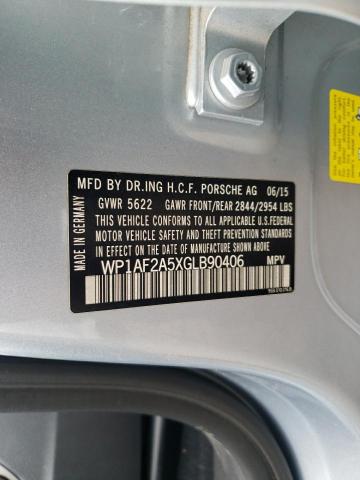 MFD BY DR.ING H.C.F. PORSCHE AG 06/15
GVWR 5622 GAWR FRONT/REAR 2844/2954 LBS
THIS VEHICLE CONFORMS TO ALL APPLICABLE U.S.FEDERAL
SAFETY AND THEFT PREVENTION STANDARDS IN
EFFECT ON THE DATE OF MANUFACTURE SHOWN ABOVE
WP1AF2A5XGLB90406 MPV
MADE IN GERMANY